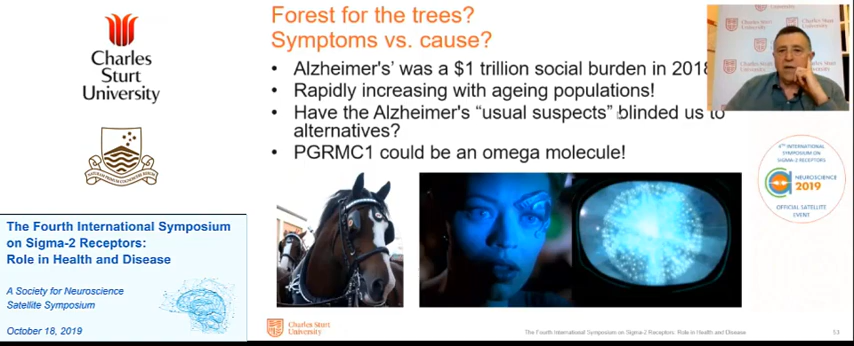 Charles
Sturt
University
Forest for the trees?
Symptoms vs. cause?
• Alzheimer's' was a $1 trillion social burden in 2018
• Rapidly increasing with ageing populations!
• Have the Alzheimer's “usual suspects” blinded us to
alternatives?
• PGRMC1 could be an omega molecule!
The Fourth International Symposium
on Sigma-2 Receptors:
Role in Health and Disease
A Society for Neuroscience
Satellite Symposium
October 18, 2019
4TH INTERNATIONAL
SYMPOSIUM ON
SIGMA-2 RECEPTORS
NEUROSCIENCE
2019
OFFICIAL SATELLITE
EVENT
Charles Sturt
University
The Fourth International Symposium on Sigma-2 Receptors: Role in Health and Disease
53